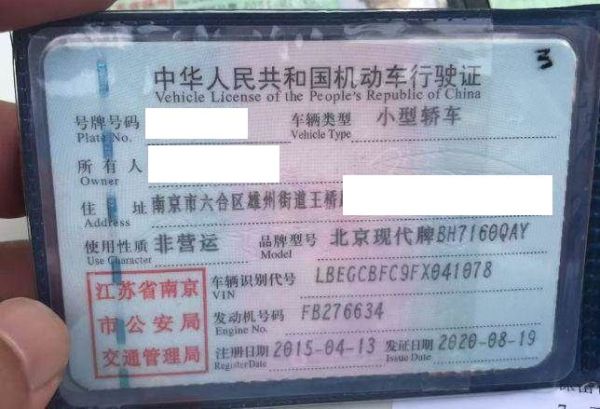 3
中华人民共和国机动车行驶证
Vehicle License of the People's Republic of China
号牌号码 车辆类型 小型轿车
Plate No. Vehicle Type
所有人
Owner
住址 南京市六合区雄州街道王桥
Address
使用性质 非营运 品牌型号 北京现代牌BH7160QAY
Use Character Model
江苏省南京
市公安局
交通管理局
车辆识别代号 LBEGCBFC9FX041078
VIN
发动机号码 FB276634
Engine No.
注册日期 2015-04-13 发证日期 2020-08-19
Register Date Issue Date